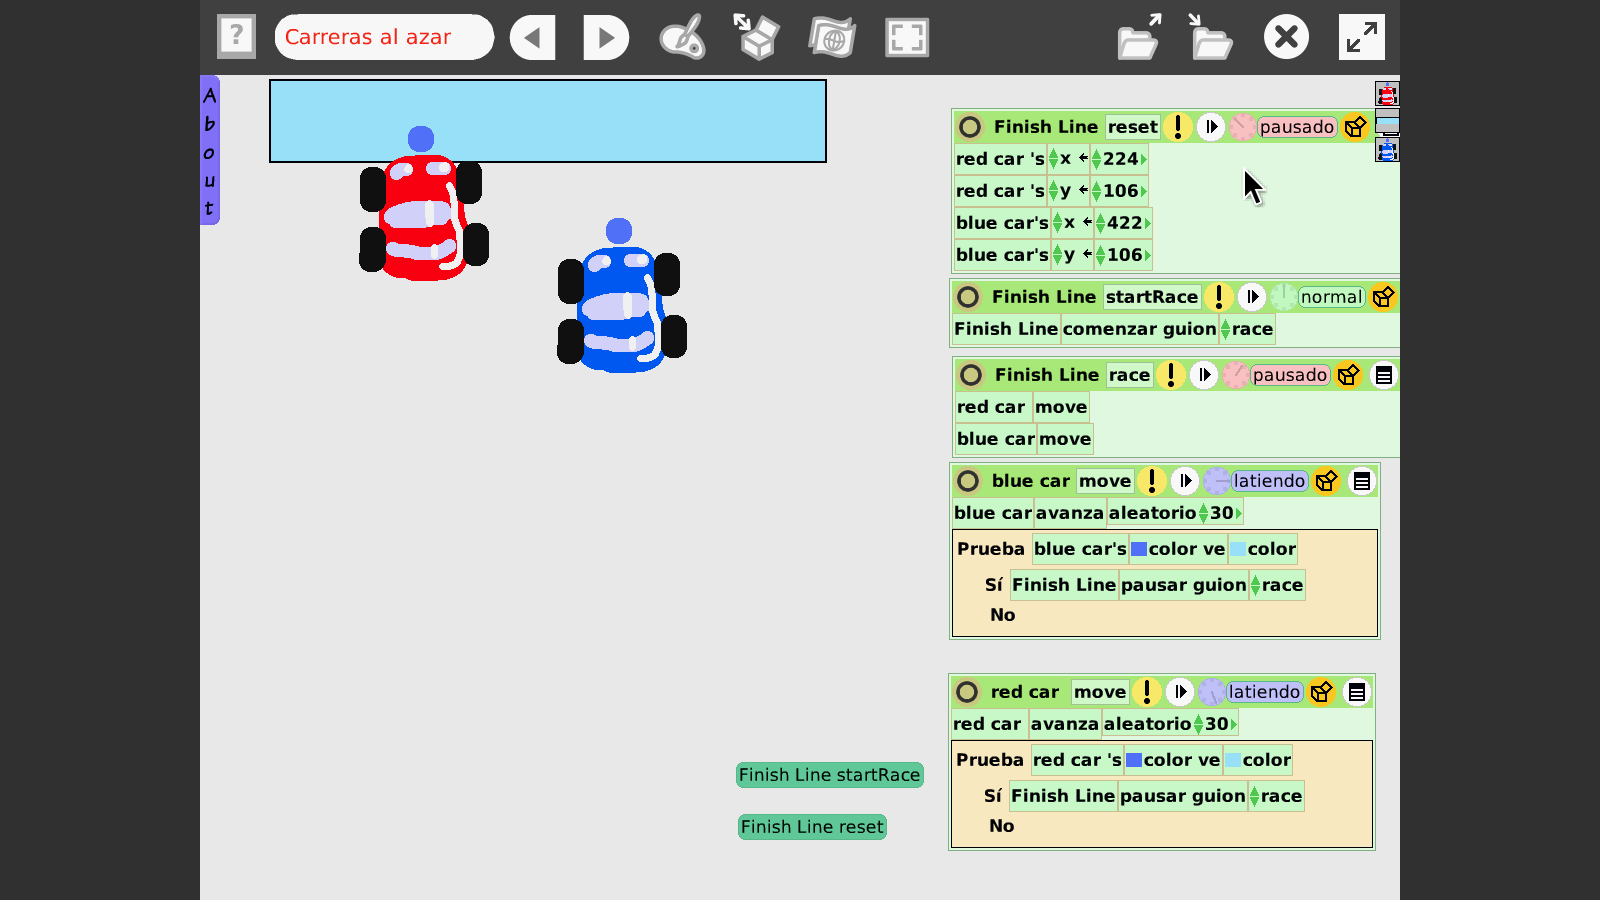 ?
Carreras al azar
About
Finish Line reset ! pausado
red car 's x ← 224
red car 's y ← 106
blue car's x ← 422
blue car's y ← 106
Finish Line startRace ! normal
Finish Line comenzar guion race
Finish Line race ! pausado
red car move
blue car move
blue car move ! latiendo
blue car avanza aleatorio 30
Prueba blue car's color ve color
Sí Finish Line pausar guion race
No
red car move ! latiendo
red car avanza aleatorio 30
Prueba red car 's color ve color
Sí Finish Line pausar guion race
No
Finish Line startRace
Finish Line reset